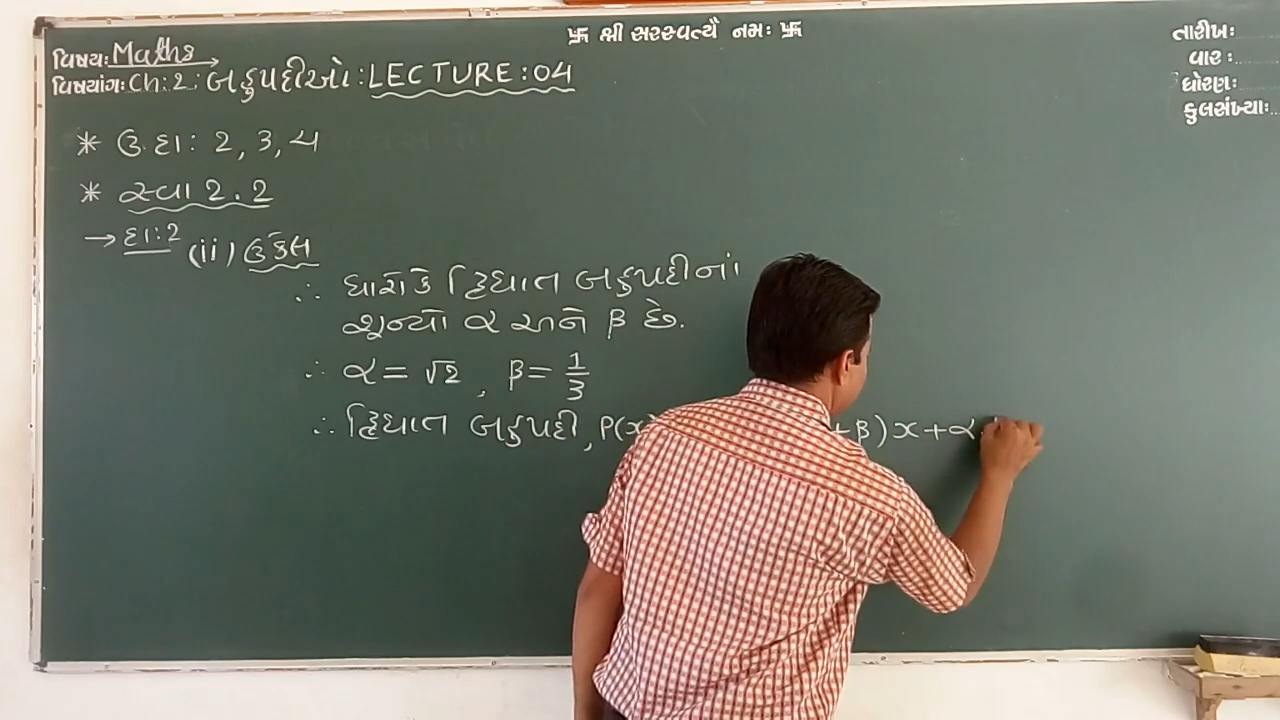 卐 શ્રી સરસ્વત્યૈ નમઃ 卐
વિષય: Maths
વિષયાંગ: Ch:2: બહુપદીઓ : LECTURE : 04
* ઉ.દા: 2, 3, 4
* સ્વા 2.2
→ દા:2 (ii) ઉકેલ
∴ ધારો કે દ્વિઘાત બહુપદીનાં
શૂન્યો α અને β છે.
∴ α = √2 , β = 1/3
∴ દ્વિઘાત બહુપદી, P(x + β) x + α
તારીખઃ
વાર :
ધોરણઃ
કુલસંખ્યાઃ